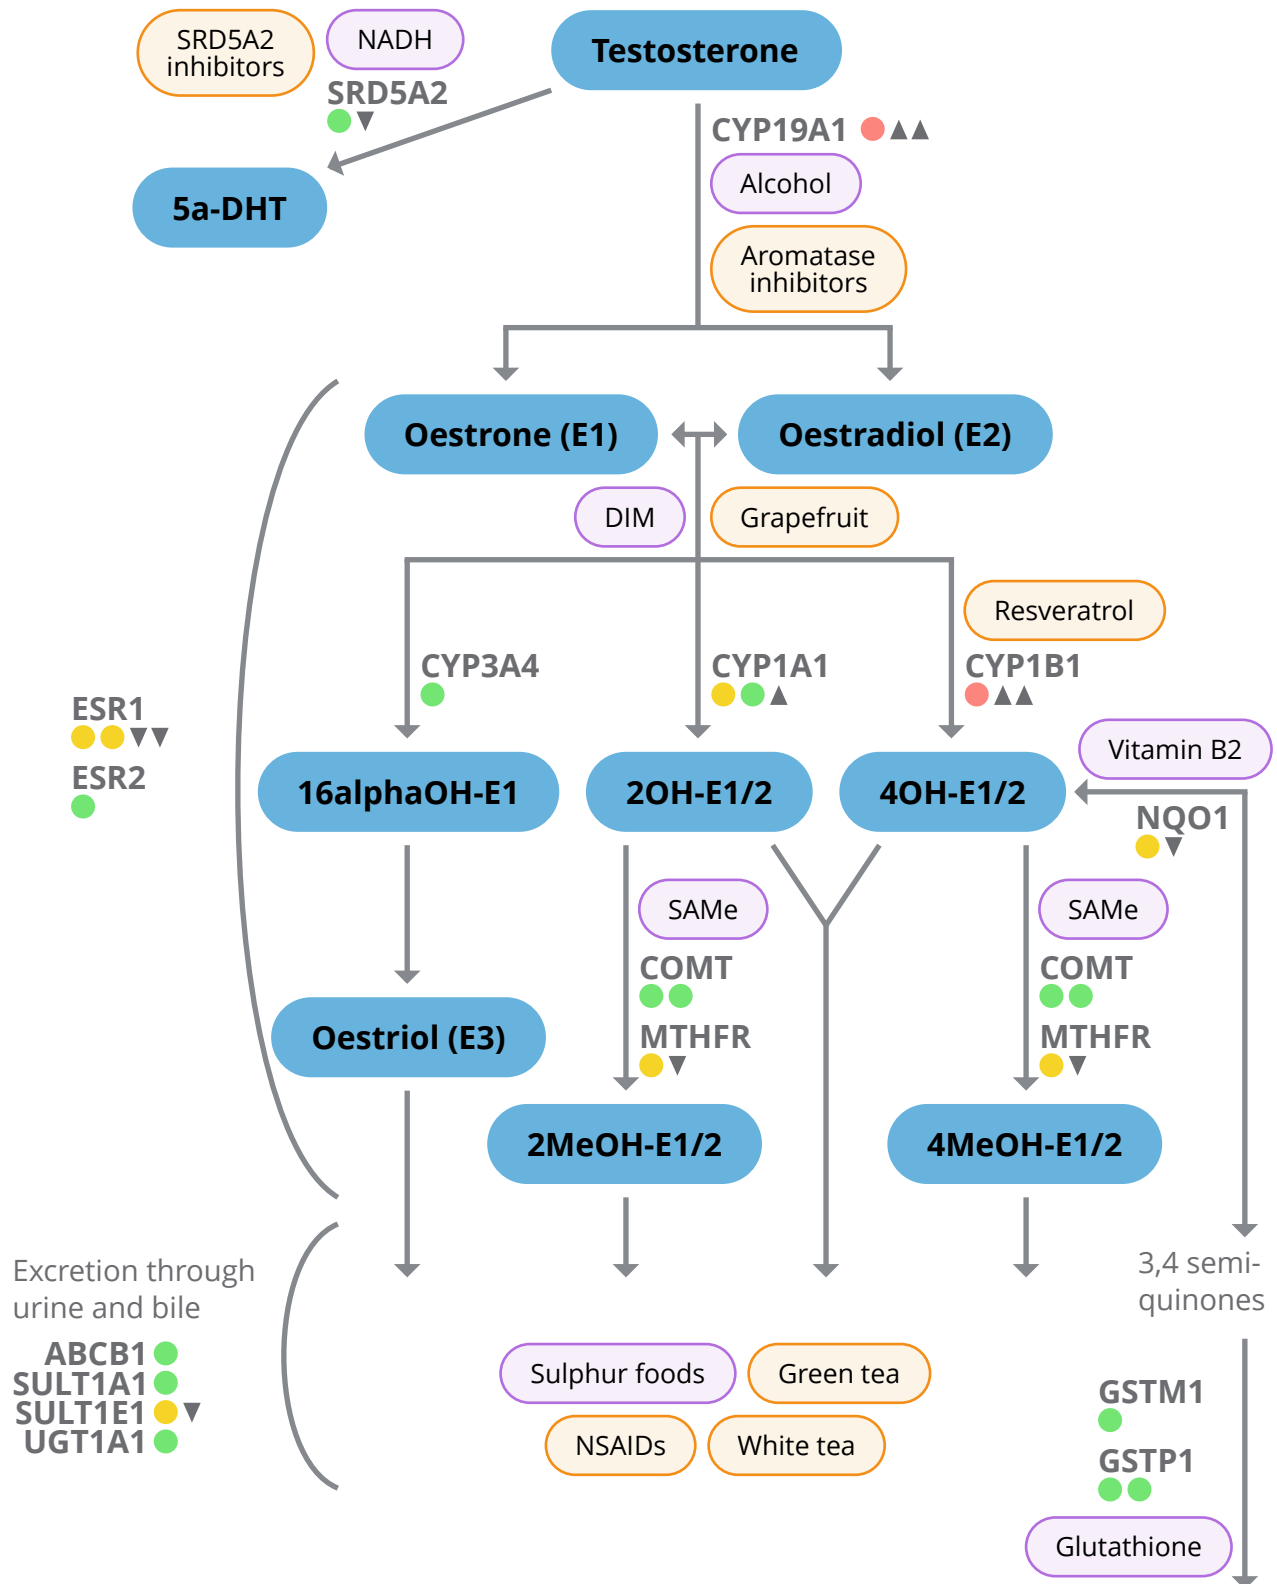 SRD5A2
inhibitors
NADH
Testosterone
SRD5A2
CYP19A1
Alcohol
5a-DHT
Aromatase
inhibitors
Oestrone (E1)
Oestradiol (E2)
DIM
Grapefruit
Resveratrol
CYP3A4
CYP1A1
CYP1B1
ESR1
ESR2
Vitamin B2
16alphaOH-E1
2OH-E1/2
4OH-E1/2
NQO1
SAMe
SAMe
COMT
COMT
Oestriol (E3)
MTHFR
MTHFR
2MeOH-E1/2
4MeOH-E1/2
Excretion through
urine and bile
3,4 semi-
quinones
ABCB1
SULT1A1
SULT1E1
UGT1A1
Sulphur foods
Green tea
NSAIDs
White tea
GSTM1
GSTP1
Glutathione